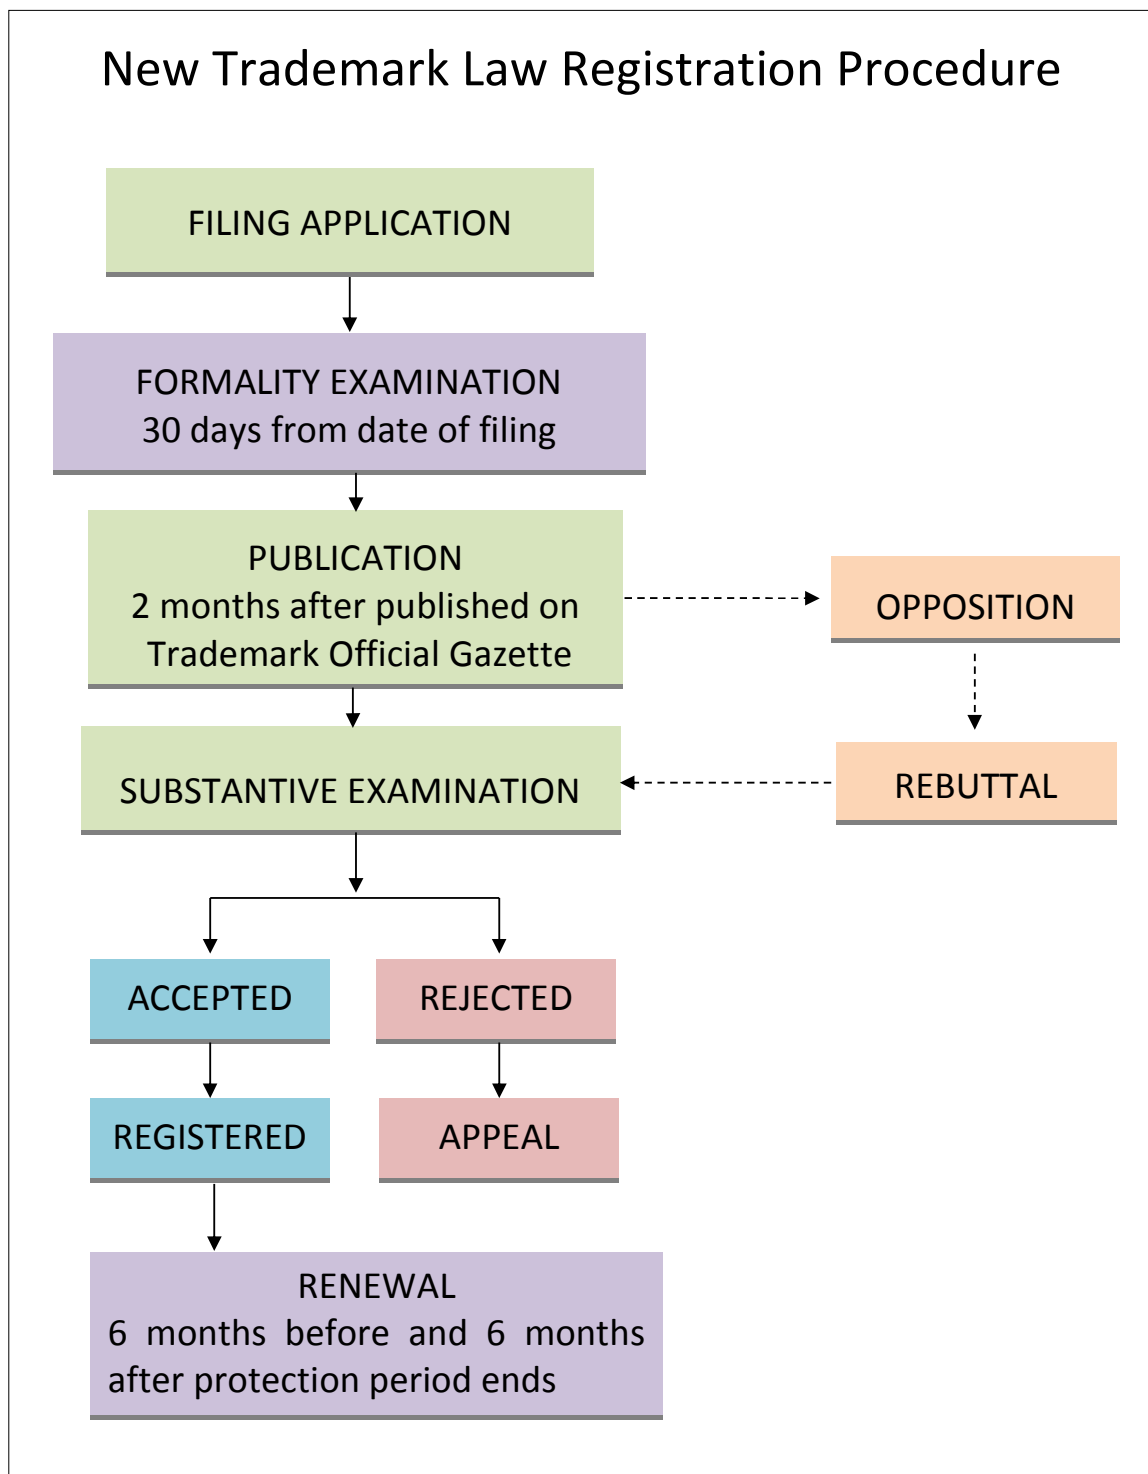 New Trademark Law Registration Procedure
FILING APPLICATION
FORMALITY EXAMINATION
30 days from date of filing
PUBLICATION
2 months after published on
Trademark Official Gazette
OPPOSITION
SUBSTANTIVE EXAMINATION
REBUTTAL
ACCEPTED
REJECTED
REGISTERED
APPEAL
RENEWAL
6 months before and 6 months
after protection period ends